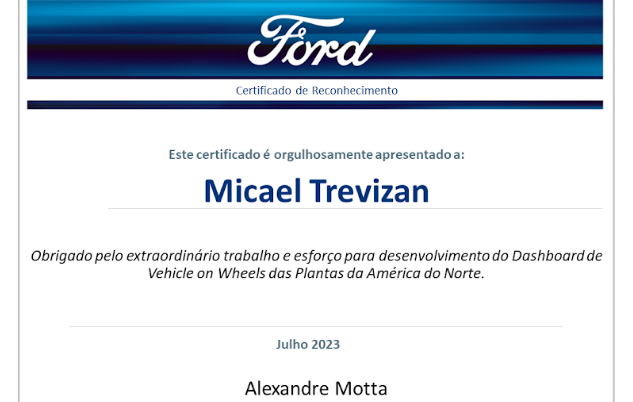 Ford
Certificado de Reconhecimento
Este certificado é orgulhosamente apresentado a:
Micael Trevizan
Obrigado pelo extraordinário trabalho e esforço para desenvolvimento do Dashboard de
Vehicle on Wheels das Plantas da América do Norte.
Julho 2023
Alexandre Motta